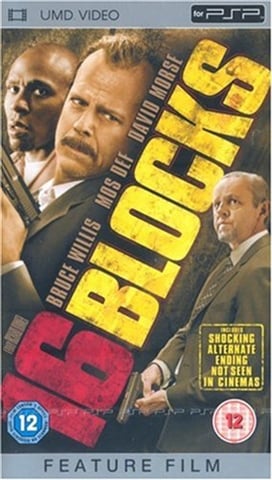 UMD VIDEO
for PSP
BRUCE WILLIS
MOS DEF
DAVID MORSE
16 BLOCKS
INCLUDES
SHOCKING
ALTERNATE
ENDING
NOT SEEN
IN CINEMAS
12
12
FEATURE FILM